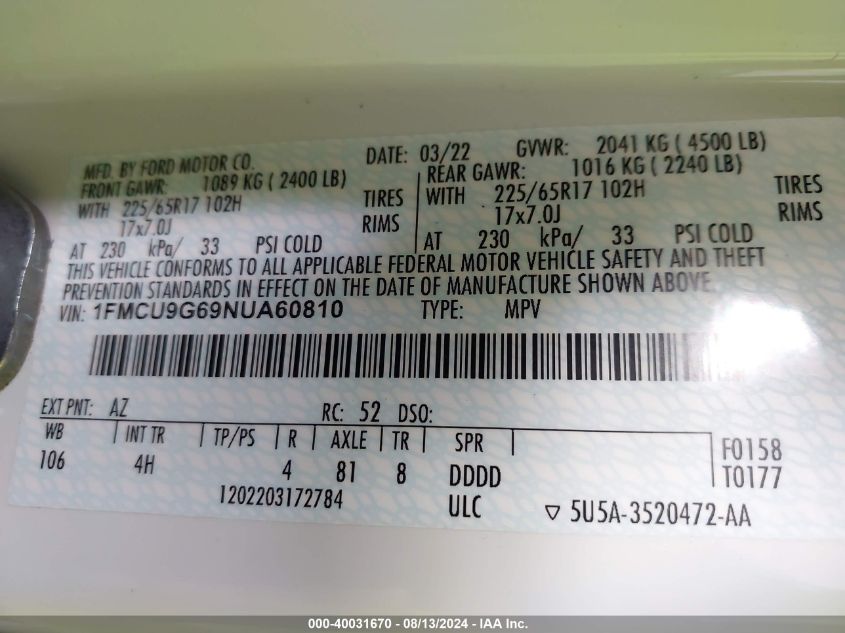 MFD. BY FORD MOTOR CO. DATE: 03/22 GVWR: 2041 KG ( 4500 LB)
FRONT GAWR: 1089 KG ( 2400 LB) REAR GAWR: 1016 KG ( 2240 LB)
WITH 225/65R17 102H TIRES WITH 225/65R17 102H TIRES
17x7.0J RIMS 17x7.0J RIMS
AT 230 kPa/ 33 PSI COLD AT 230 kPa/ 33 PSI COLD
THIS VEHICLE CONFORMS TO ALL APPLICABLE FEDERAL MOTOR VEHICLE SAFETY AND THEFT
PREVENTION STANDARDS IN EFFECT ON THE DATE OF MANUFACTURE SHOWN ABOVE.
VIN: 1FMCU9G69NUA60810 TYPE: MPV
EXT PNT: AZ RC: 52 DSO:
WB INT TR TP/PS R AXLE TR SPR F0158
106 4H 4 81 8 DDDD T0177
1202203172784 ULC ▽ 5U5A-3520472-AA
000-40031670 - 08/13/2024 - IAA Inc.